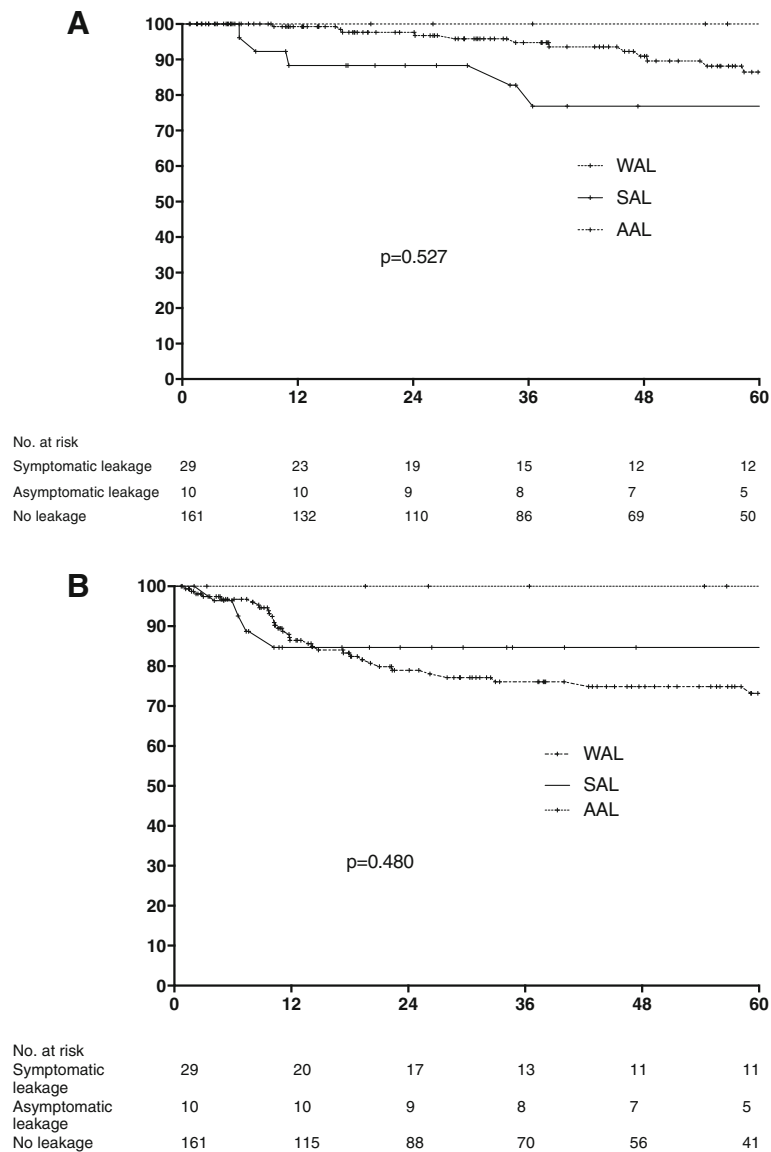 A
100
90
80
70
60
50
40
30
20
10
0
WAL
SAL
AAL
p=0.527
0 12 24 36 48 60
No. at risk
Symptomatic leakage 29 23 19 15 12 12
Asymptomatic leakage 10 10 9 8 7 5
No leakage 161 132 110 86 69 50
B
100
90
80
70
60
50
40
30
20
10
0
WAL
SAL
AAL
p=0.480
0 12 24 36 48 60
No. at risk
Symptomatic 29 20 17 13 11 11
leakage
Asymptomatic 10 10 9 8 7 5
leakage
No leakage 161 115 88 70 56 41